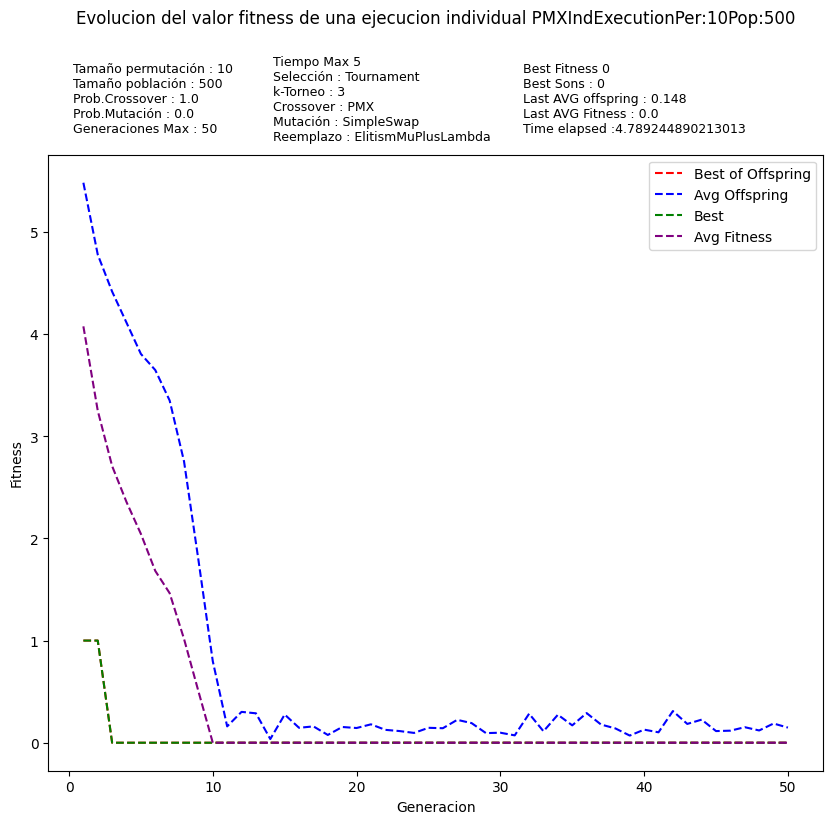 Evolucion del valor fitness de una ejecucion individual PMXIndExecutionPer:10Pop:500
Tamaño permutación : 10
Tamaño población : 500
Prob.Crossover : 1.0
Prob.Mutación : 0.0
Generaciones Max : 50
Tiempo Max 5
Selección : Tournament
k-Torneo : 3
Crossover : PMX
Mutación : SimpleSwap
Reemplazo : ElitismMuPlusLambda
Best Fitness 0
Best Sons : 0
Last AVG offspring : 0.148
Last AVG Fitness : 0.0
Time elapsed :4.789244890213013
Best of Offspring
Avg Offspring
Best
Avg Fitness
Fitness
5
4
3
2
1
0
0
10
20
30
40
50
Generacion